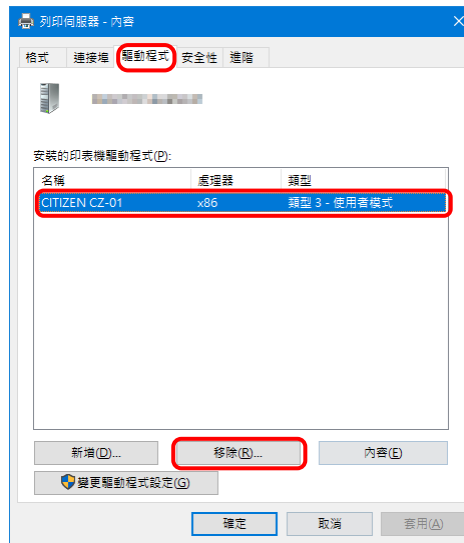 列印伺服器 - 內容
格式 連接埠 驅動程式 安全性 進階
安裝的印表機驅動程式(P):
名稱 處理器 類型
CITIZEN CZ-01 x86 類型 3 - 使用者模式
新增(D)... 移除(R)... 內容(E)
變更驅動程式設定(G)
確定 取消 套用(A)